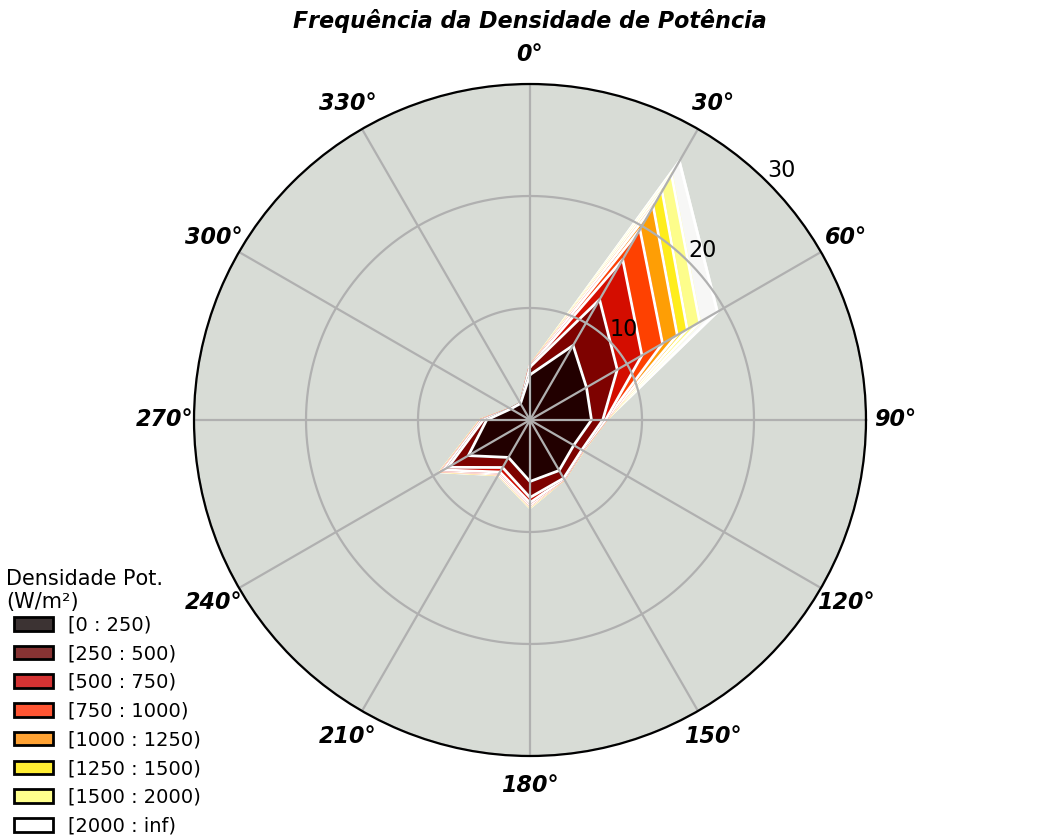 Frequência da Densidade de Potência
0°
330°
30°
30
300°
60°
20
10
270°
90°
240°
120°
210°
150°
180°
Densidade Pot.
(W/m²)
[0 : 250)
[250 : 500)
[500 : 750)
[750 : 1000)
[1000 : 1250)
[1250 : 1500)
[1500 : 2000)
[2000 : inf)